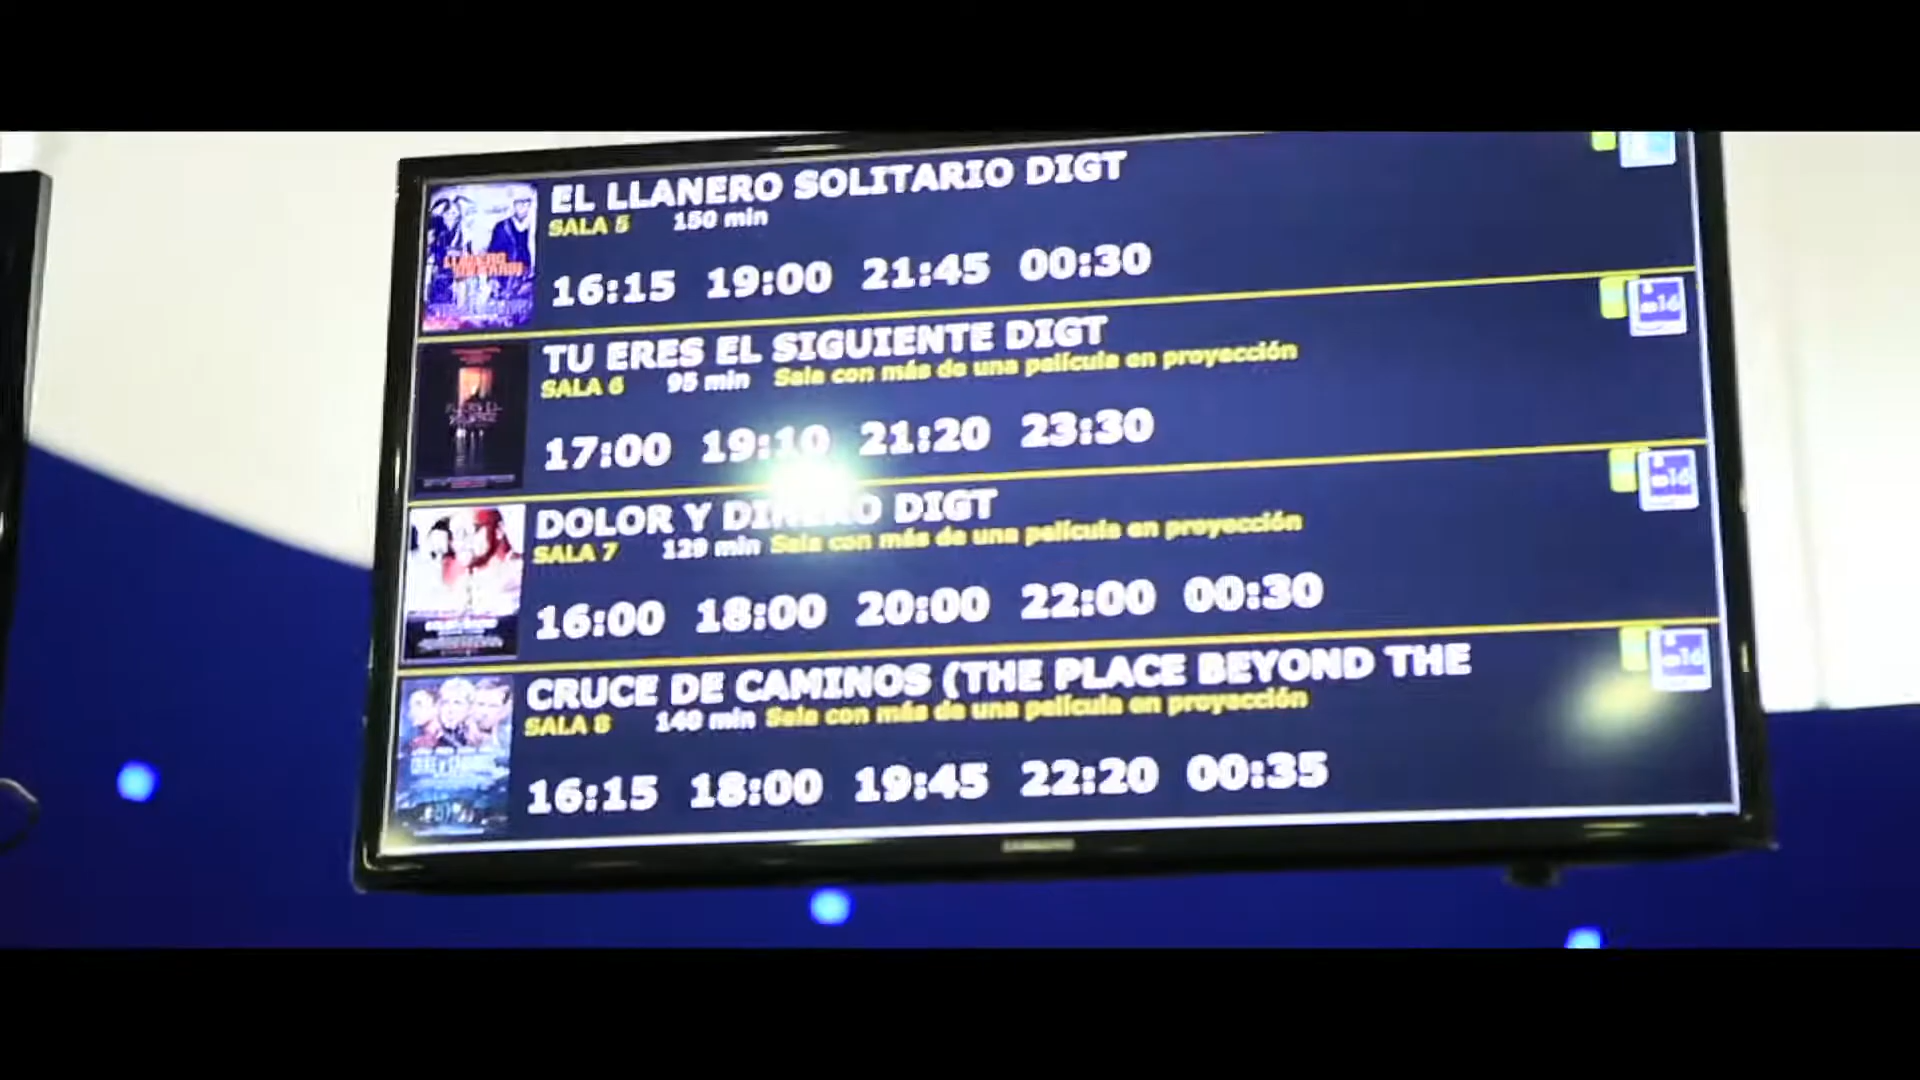 EL LLANERO SOLITARIO DIGT
SALA 5 150 min
16:15 19:00 21:45 00:30
TU ERES EL SIGUIENTE DIGT
SALA 6 95 min Sala con más de una película en proyección
17:00 19:10 21:20 23:30
DOLOR Y DINERO DIGT
SALA 7 129 min Sala con más de una película en proyección
16:00 18:00 20:00 22:00 00:30
CRUCE DE CAMINOS (THE PLACE BEYOND THE
SALA 8 140 min Sala con más de una película en proyección
16:15 18:00 19:45 22:20 00:35
SAMSUNG